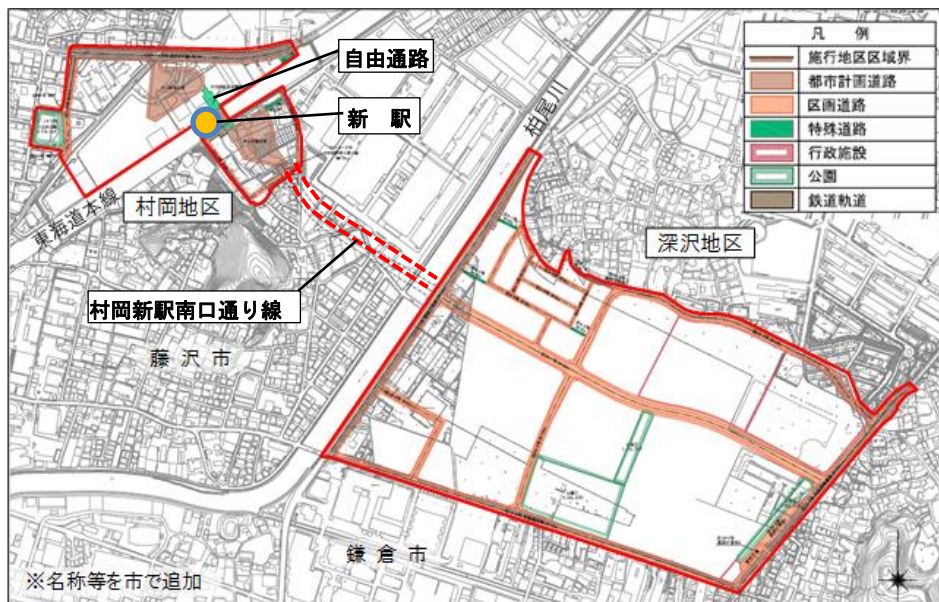 自由通路
新 駅
東海道本線
村岡地区
村岡新駅南口通り線
藤 沢 市
柏尾川
深沢地区
鎌 倉 市
※名称等を市で追加
凡 例
施行地区区域界
都市計画道路
区画道路
特殊道路
行政施設
公園
鉄道軌道